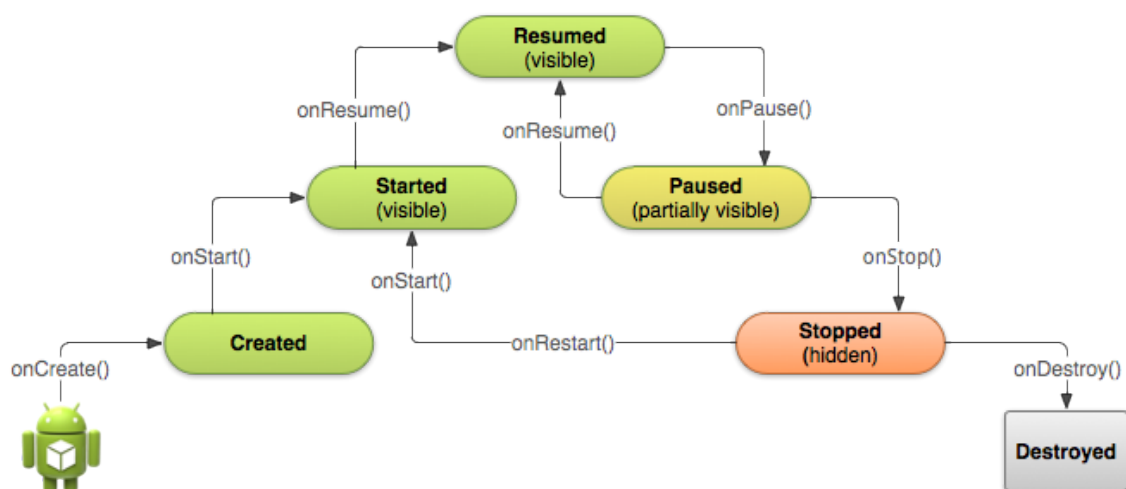 Resumed
(visible)
onResume()
onResume()
onPause()
Started
(visible)
Paused
(partially visible)
onStart()
onStart()
onStop()
Created
onRestart()
Stopped
(hidden)
onCreate()
onDestroy()
Destroyed